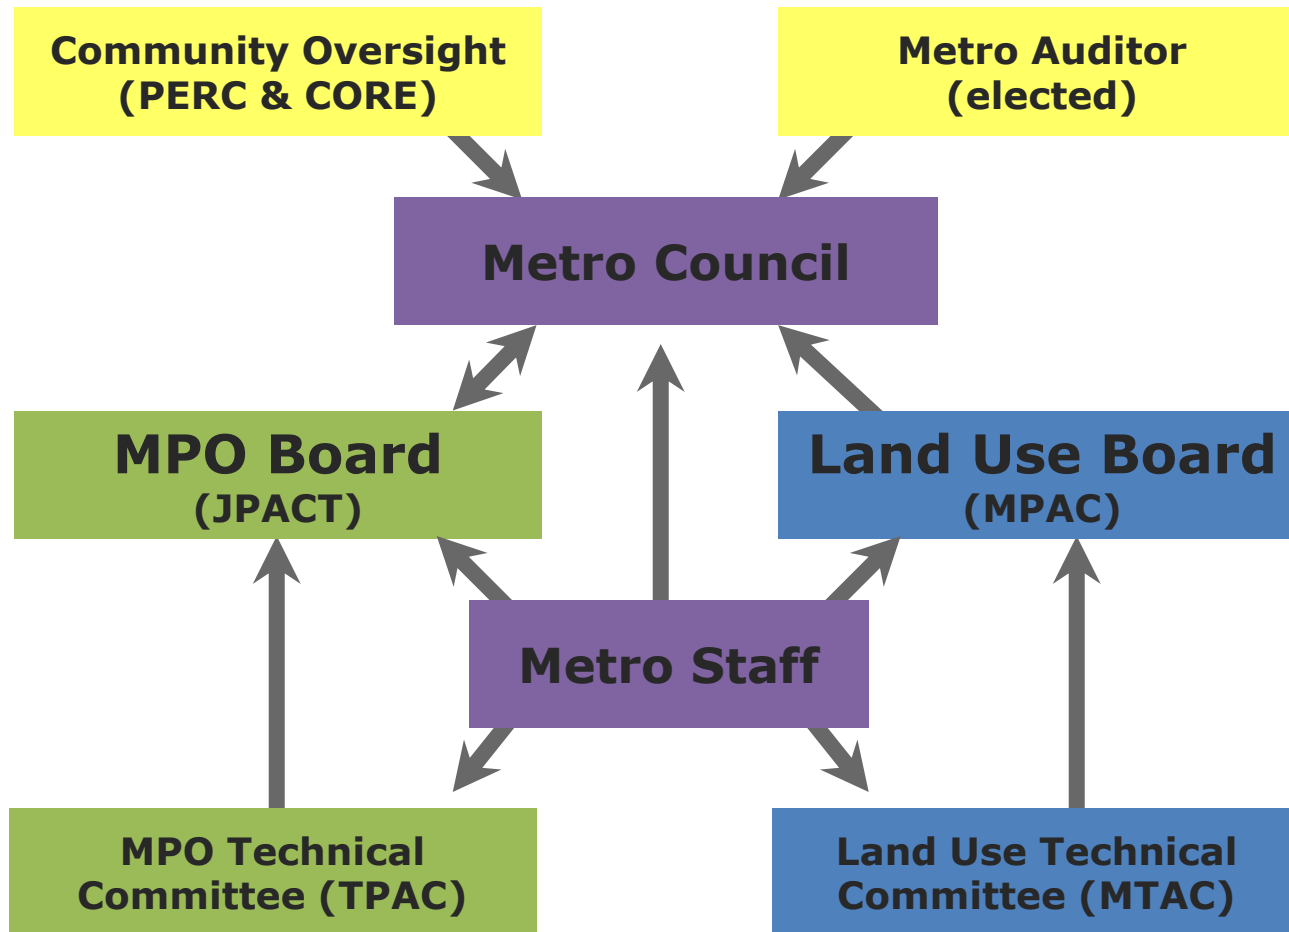 Community Oversight
(PERC & CORE)
Metro Auditor
(elected)
Metro Council
MPO Board
(JPACT)
Land Use Board
(MPAC)
Metro Staff
MPO Technical
Committee (TPAC)
Land Use Technical
Committee (MTAC)